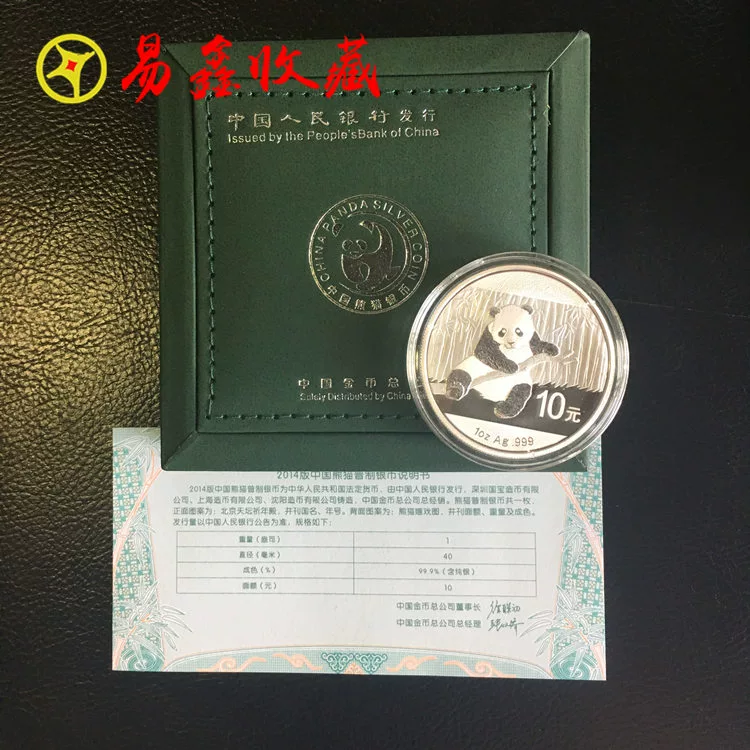 易鑫收藏
中国人民银行发行
Issued by the People'sBank of China
CHINA PANDA SILVER COIN
中国熊猫银币
中国金币总
Solely Distributed by China
10元
1oz Ag .999
2014版中国熊猫普制银币说明书
2014版中国熊猫普制银币为中华人民共和国法定货币，由中国人民银行发行，深圳国宝造币有限
公司、上海造币有限公司、沈阳造币有限公司铸造，中国金币总公司总经销。熊猫银币共一枚，
正面图案为：北京天坛祈年殿，并刊国名、年号。背面图案为：熊猫嬉戏图，并刊面额、重量及成色。
发行量以中国人民银行公告为准，规格如下：
重量（盎司） 1
直径（毫米） 40
成色（%） 99.9%（含纯银）
面额（元） 10
中国金币总公司董事长
中国金币总公司总经理